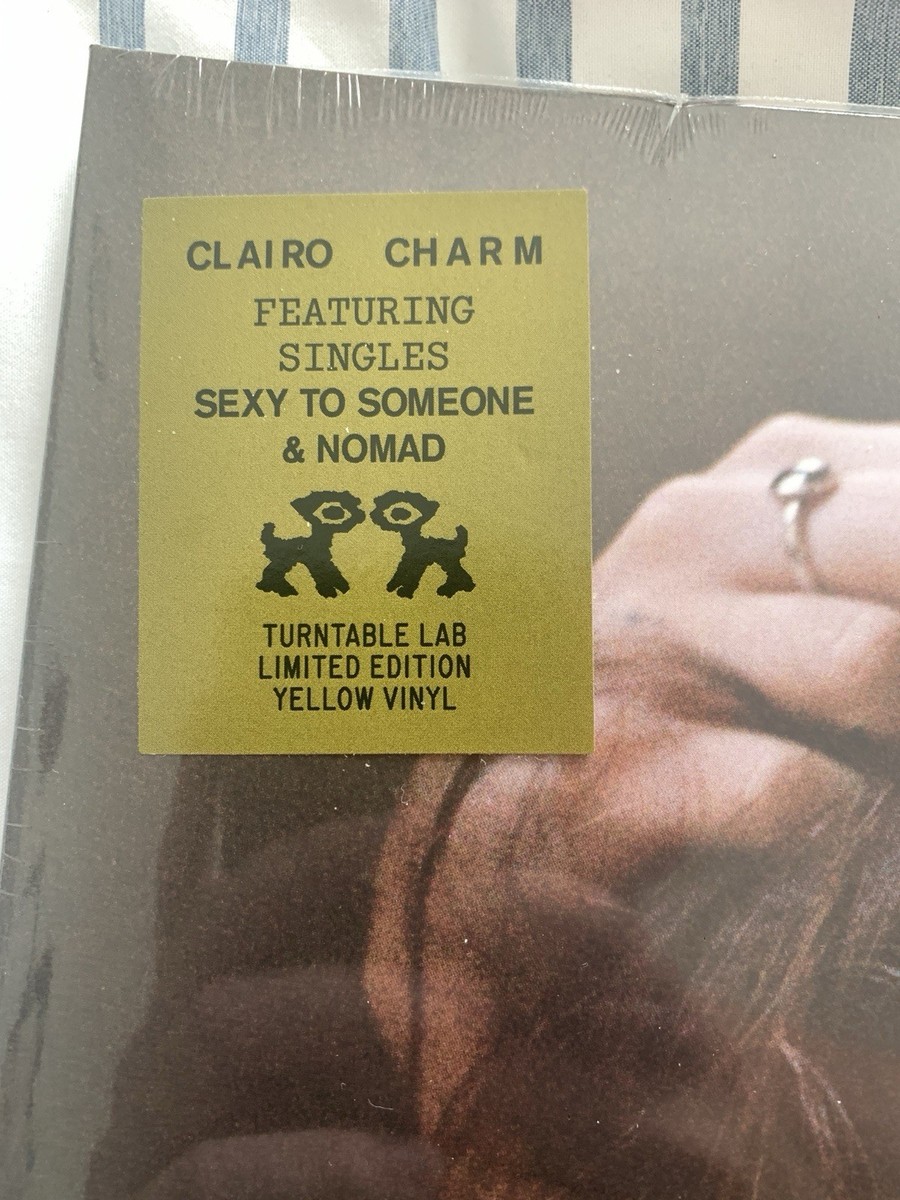 CLAIRO CHARM
FEATURING
SINGLES
SEXY TO SOMEONE
& NOMAD
TURNTABLE LAB
LIMITED EDITION
YELLOW VINYL